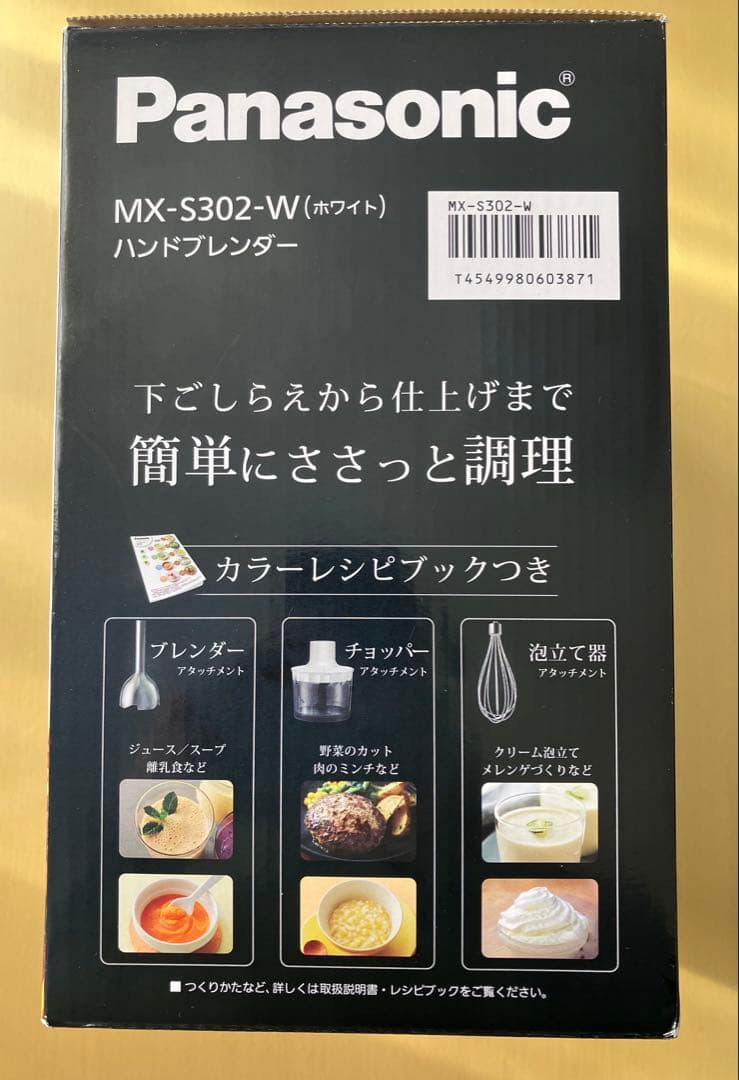 Panasonic®
MX-S302-W(ホワイト)
ハンドブレンダー
MX-S302-W
T4549980603871
下ごしらえから仕上げまで
簡単にささっと調理
Panasonic
カラーレシピブックつき
ブレンダー
アタッチメント
ジュース／スープ
離乳食など
チョッパー
アタッチメント
野菜のカット
肉のミンチなど
泡立て器
アタッチメント
クリーム泡立て
メレンゲづくりなど
■ つくりかたなど、詳しくは取扱説明書・レシピブックをご覧ください。